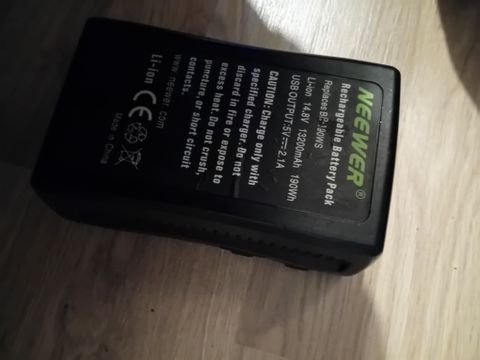 NEEWER®
Rechargeable Battery Pack
Replaces BP-190WS
Li-ion 14.8V 13200mAh 190Wh
USB OUTPUT:5V⎓2.1A
CAUTION: Charge only with
specified charger. Do not
discard in fire or expose to
excess heat. Do not crush,
puncture, or short circuit
contacts.
www.neewer.com
Li-ion CE
Made in China